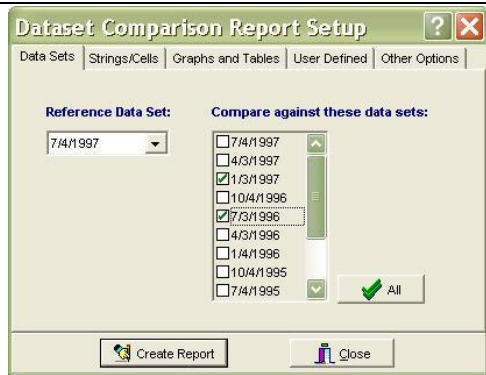 Dataset Comparison Report Setup
Data Sets Strings/Cells Graphs and Tables User Defined Other Options
Reference Data Set: Compare against these data sets:
7/4/1997
7/4/1997
4/3/1997
1/3/1997
10/4/1996
7/3/1996
4/3/1996
1/4/1996
10/4/1995
7/4/1995
All
Create Report Close